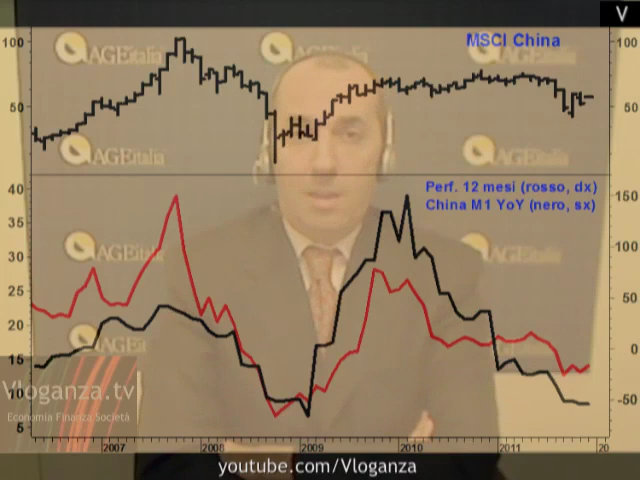 V
MSCI China
AGEitalia
AGEitalia
AGEitalia
100
100
50
50
AGEitalia
AGEitalia
Perf. 12 mesi (rosso, dx)
China M1 YoY (nero, sx)
40
35
30
25
20
15
10
5
150
100
50
0
-50
AGEitalia
AGEitalia
AGEitalia
Vloganza.tv
Economia Finanza Società
2007
2008
2009
2010
2011
20
youtube.com/Vloganza